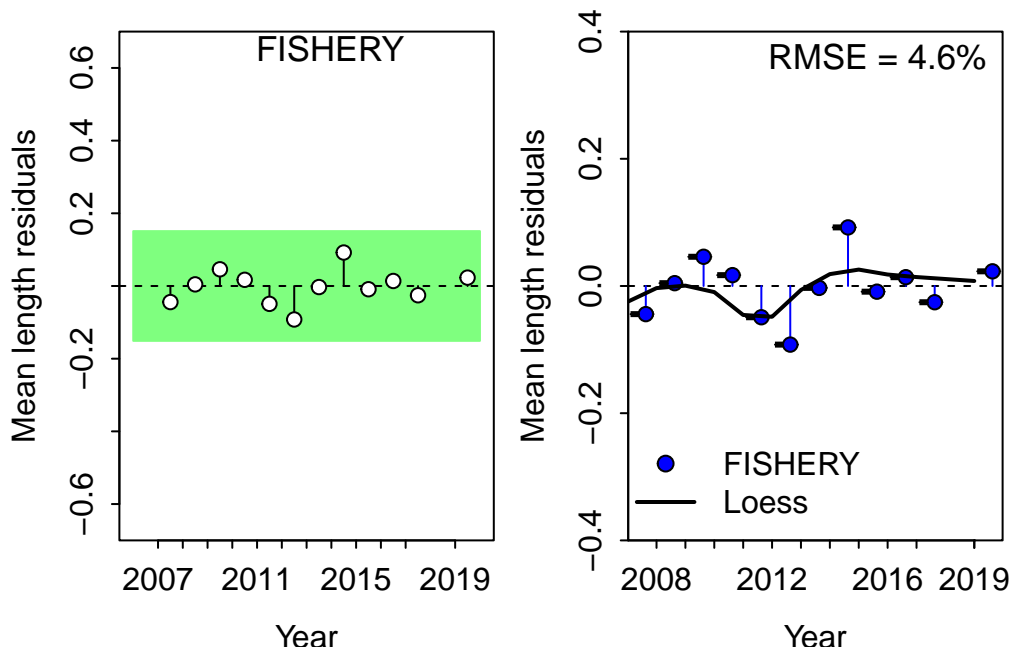 FISHERY
Mean length residuals
0.6
0.4
0.2
−0.2
−0.6
2007 2011 2015 2019
Year
RMSE = 4.6%
Mean length residuals
0.4
0.2
0.0
−0.2
−0.4
FISHERY
Loess
2008 2012 2016 2019
Year